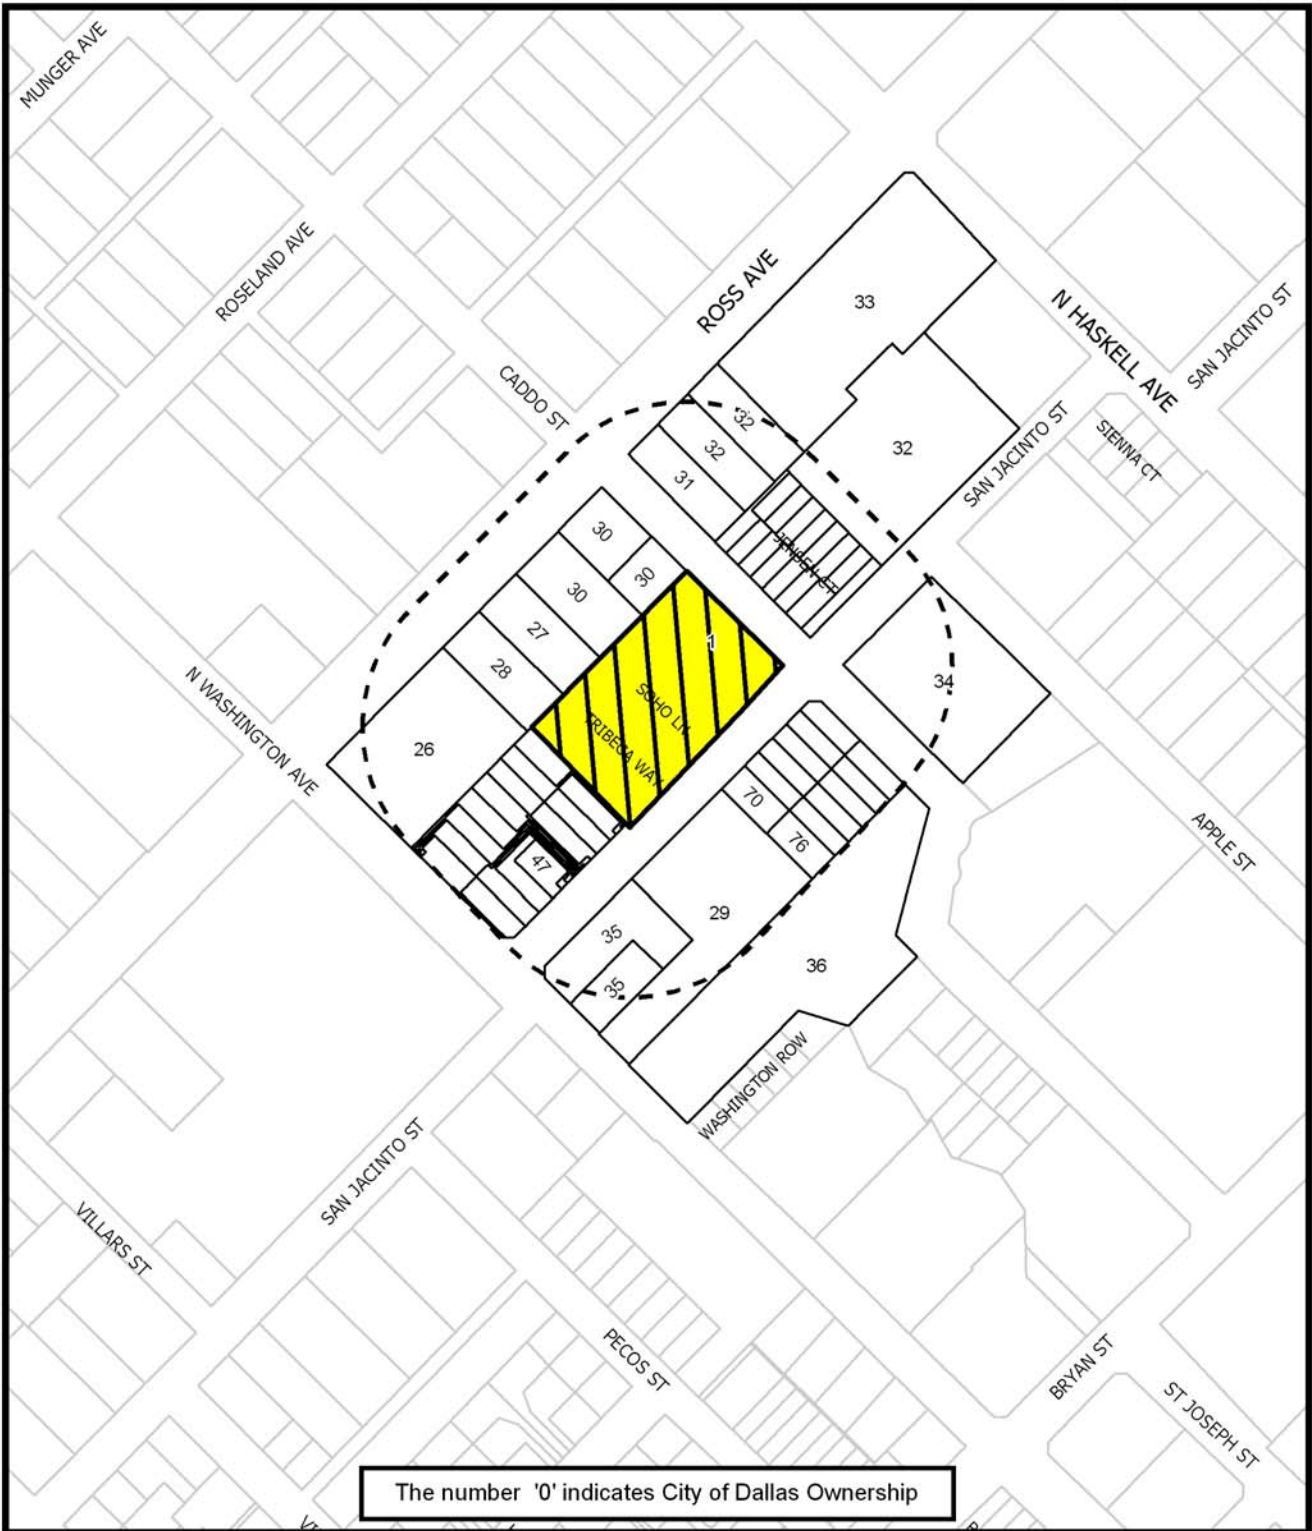 MUNGER AVE
ROSELAND AVE
ROSS AVE
33
N HASKELL AVE
SAN JACINTO ST
CADDO ST
32
32
32
31
SAN JACINTO ST
SIENNA CT
JENSEN CT
30
30
30
27
28
1
SOHO LN
TRIBECA WAY
34
N WASHINGTON AVE
26
70
76
47
APPLE ST
29
35
35
36
WASHINGTON ROW
SAN JACINTO ST
VILLARS ST
PECOS ST
BRYAN ST
ST JOSEPH ST
The number '0' indicates City of Dallas Ownership